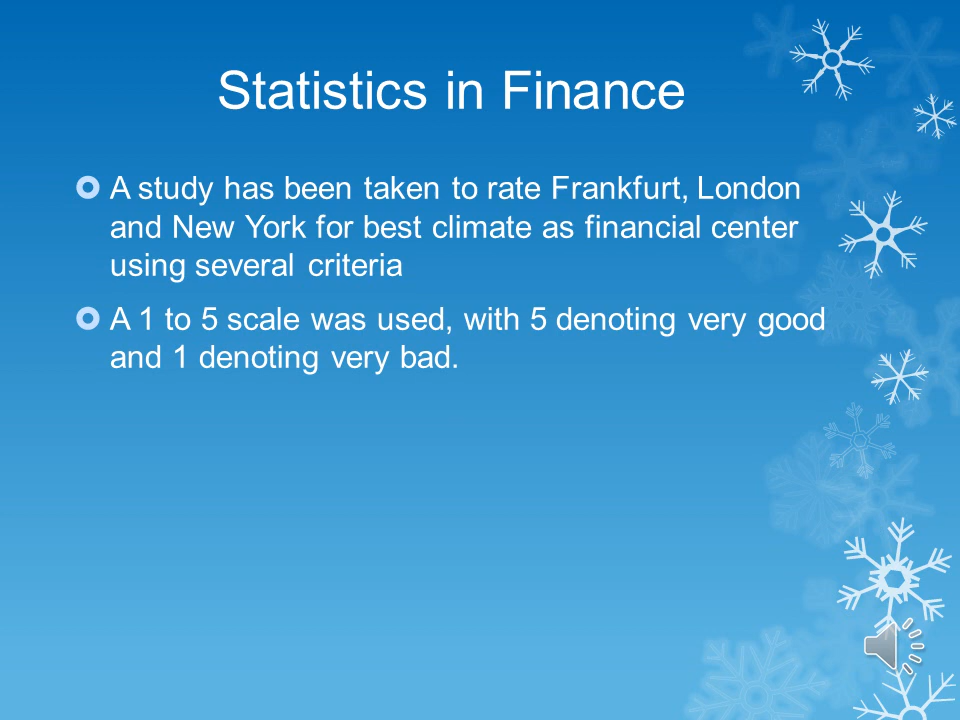 Statistics in Finance
A study has been taken to rate Frankfurt, London
and New York for best climate as financial center
using several criteria
A 1 to 5 scale was used, with 5 denoting very good
and 1 denoting very bad.